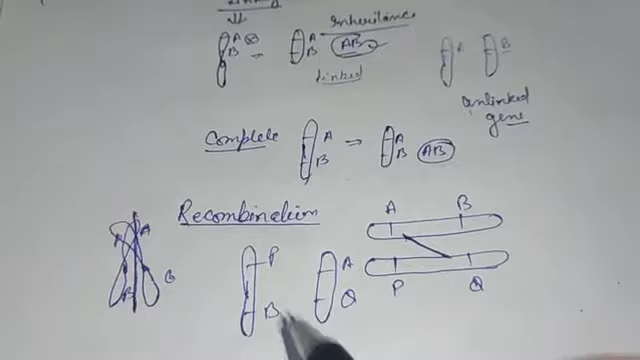 Inheritance
A
B
A
B
AB
A
B
Linked
unlinked
gene
Complete
A
B
A
B
AB
Recombination
A
B
P
Q
A
B
P
B
A
Q